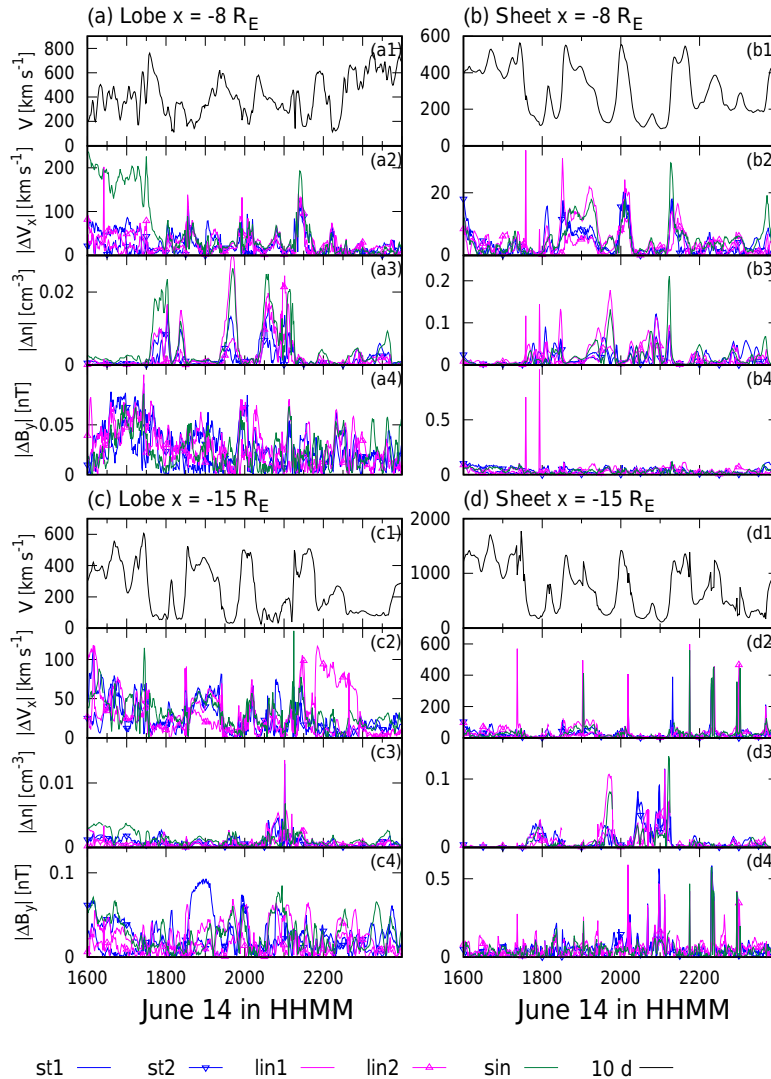 (a) Lobe x = -8 R_E
(b) Sheet x = -8 R_E
(a1)
(b1)
V [km s⁻¹]
800
600
400
200
0
600
400
200
0
(a2)
(b2)
|ΔVₓ| [km s⁻¹]
200
100
50
0
20
0
(a3)
(b3)
|Δn| [cm⁻³]
0.02
0
0.2
0.1
0
(a4)
(b4)
|ΔB_y| [nT]
0.05
0
0.5
0
(c) Lobe x = -15 R_E
(d) Sheet x = -15 R_E
(c1)
(d1)
V [km s⁻¹]
600
400
200
0
2000
1000
0
(c2)
(d2)
|ΔVₓ| [km s⁻¹]
100
50
0
600
400
200
0
(c3)
(d3)
|Δn| [cm⁻³]
0.01
0
0.1
0
(c4)
(d4)
|ΔB_y| [nT]
0.1
0
0.5
0
1600 1800 2000 2200
1600 1800 2000 2200
June 14 in HHMM
June 14 in HHMM
st1 st2 lin1 lin2 sin 10 d